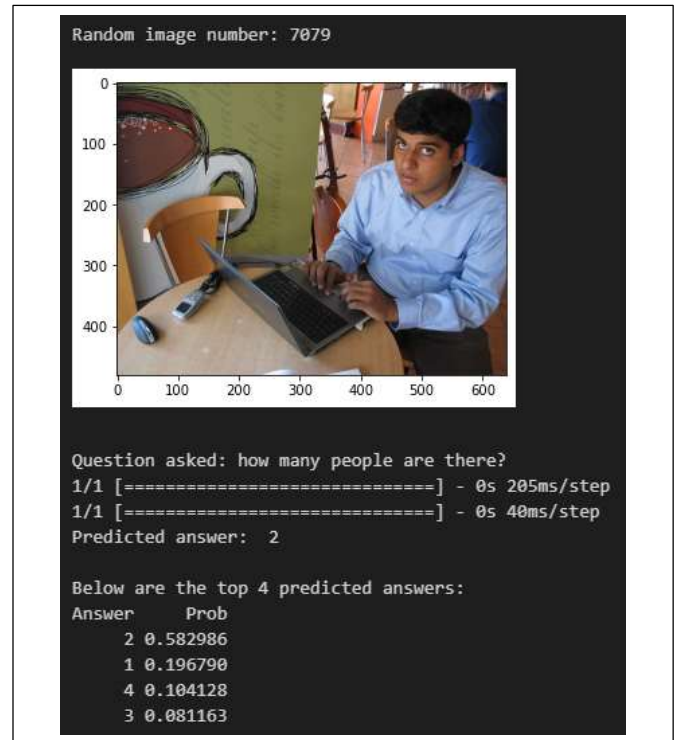 Random image number: 7079
0
100
200
300
400
0 100 200 300 400 500 600
Question asked: how many people are there?
1/1 [==============================] - 0s 205ms/step
1/1 [==============================] - 0s 40ms/step
Predicted answer:  2
Below are the top 4 predicted answers:
Answer     Prob
2 0.582986
1 0.196790
4 0.104128
3 0.081163